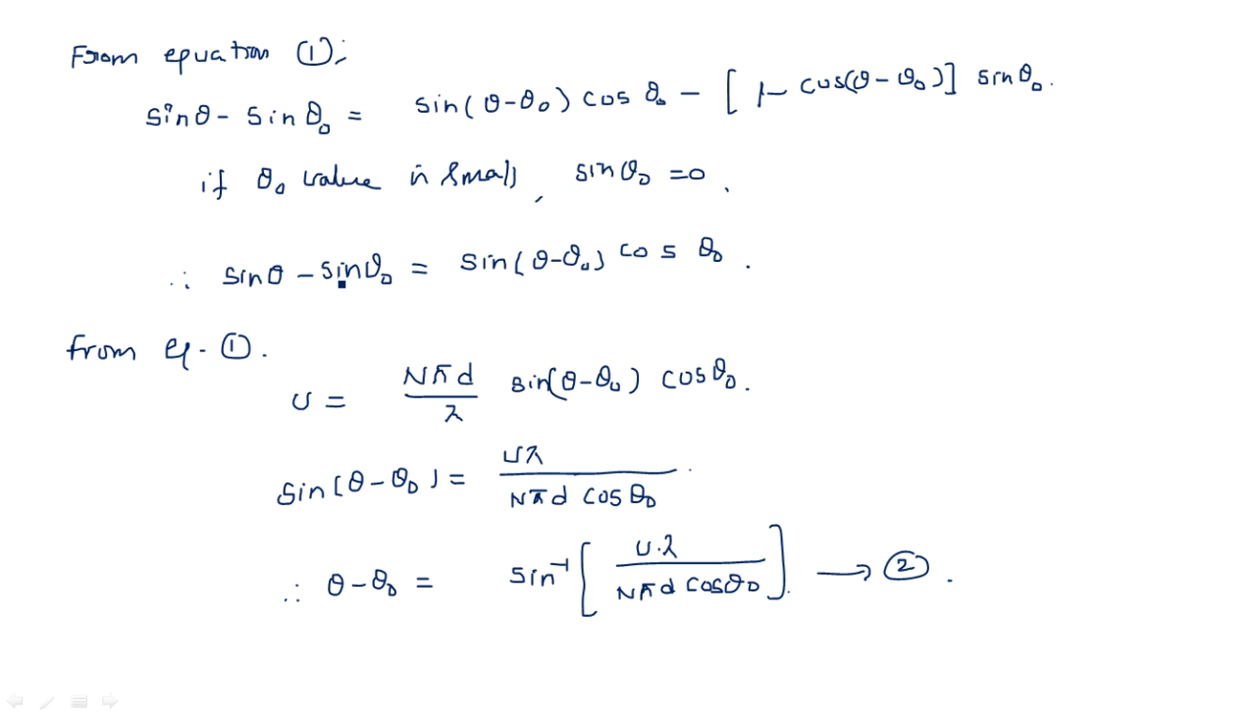 From equation ①;
sinθ - sinθ₀ = sin(θ-θ₀) cos θ₀ - [1- cos(θ-θ₀)] sinθ₀.
if θ₀ value is small, sinθ₀ =0.
∴ sinθ - sinθ₀ = sin(θ-θ₀) cos θ₀.
from eq. ①.
U = Nπd/λ sin(θ-θ₀) cosθ₀.
sin[θ-θ₀] = Uλ/Nπd cosθ₀.
∴ θ-θ₀ = sin⁻¹[U.λ/Nπd cosθ₀] → ②.